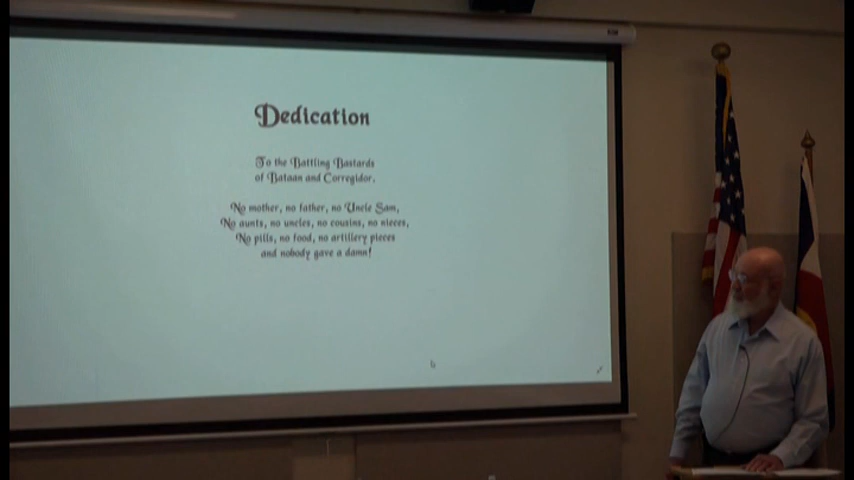 Dedication
To the Battling Bastards
of Bataan and Corregidor.
No mother, no father, no Uncle Sam,
No aunts, no uncles, no cousins, no nieces,
No pills, no food, no artillery pieces
and nobody gave a damn!